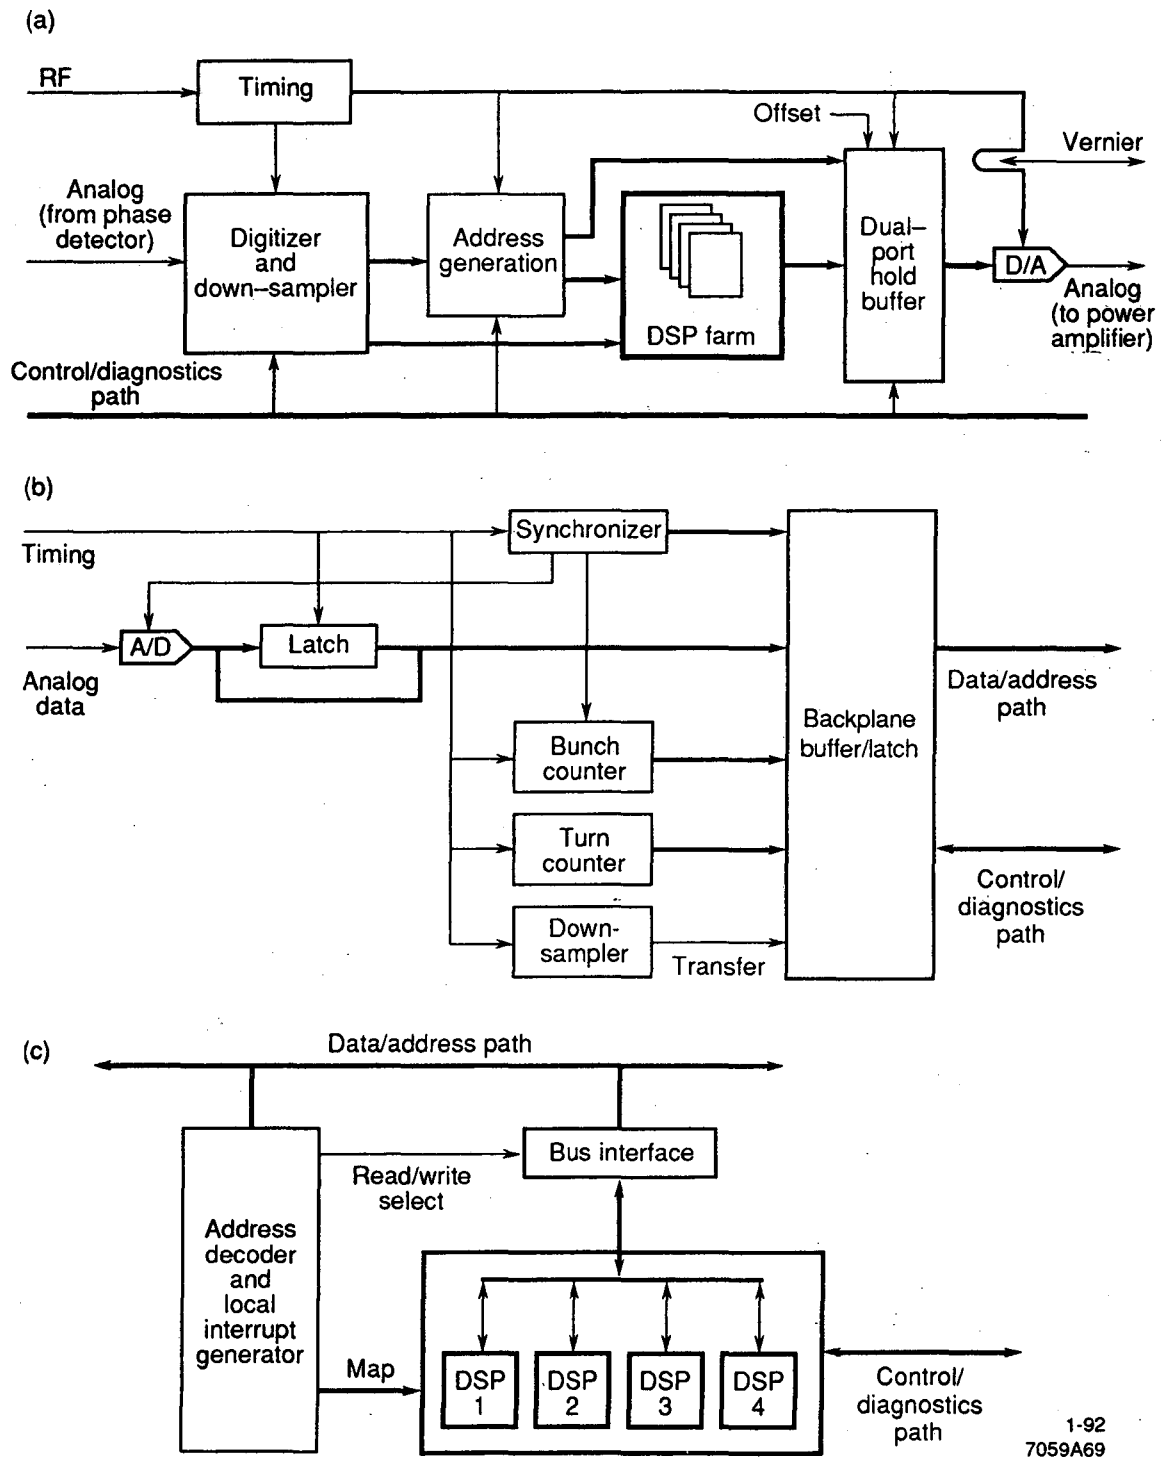 (a)
RF
Timing
Offset
Vernier
Analog
(from phase
detector)
Digitizer
and
down–sampler
Address
generation
DSP farm
Dual–
port
hold
buffer
D/A
Analog
(to power
amplifier)
Control/diagnostics
path
(b)
Timing
Synchronizer
A/D
Latch
Analog
data
Data/address
path
Backplane
buffer/latch
Bunch
counter
Turn
counter
Control/
diagnostics
path
Down-
sampler
Transfer
(c)
Data/address path
Bus interface
Read/write
select
Address
decoder
and
local
interrupt
generator
Map
DSP
1
DSP
2
DSP
3
DSP
4
Control/
diagnostics
path
1-92
7059A69